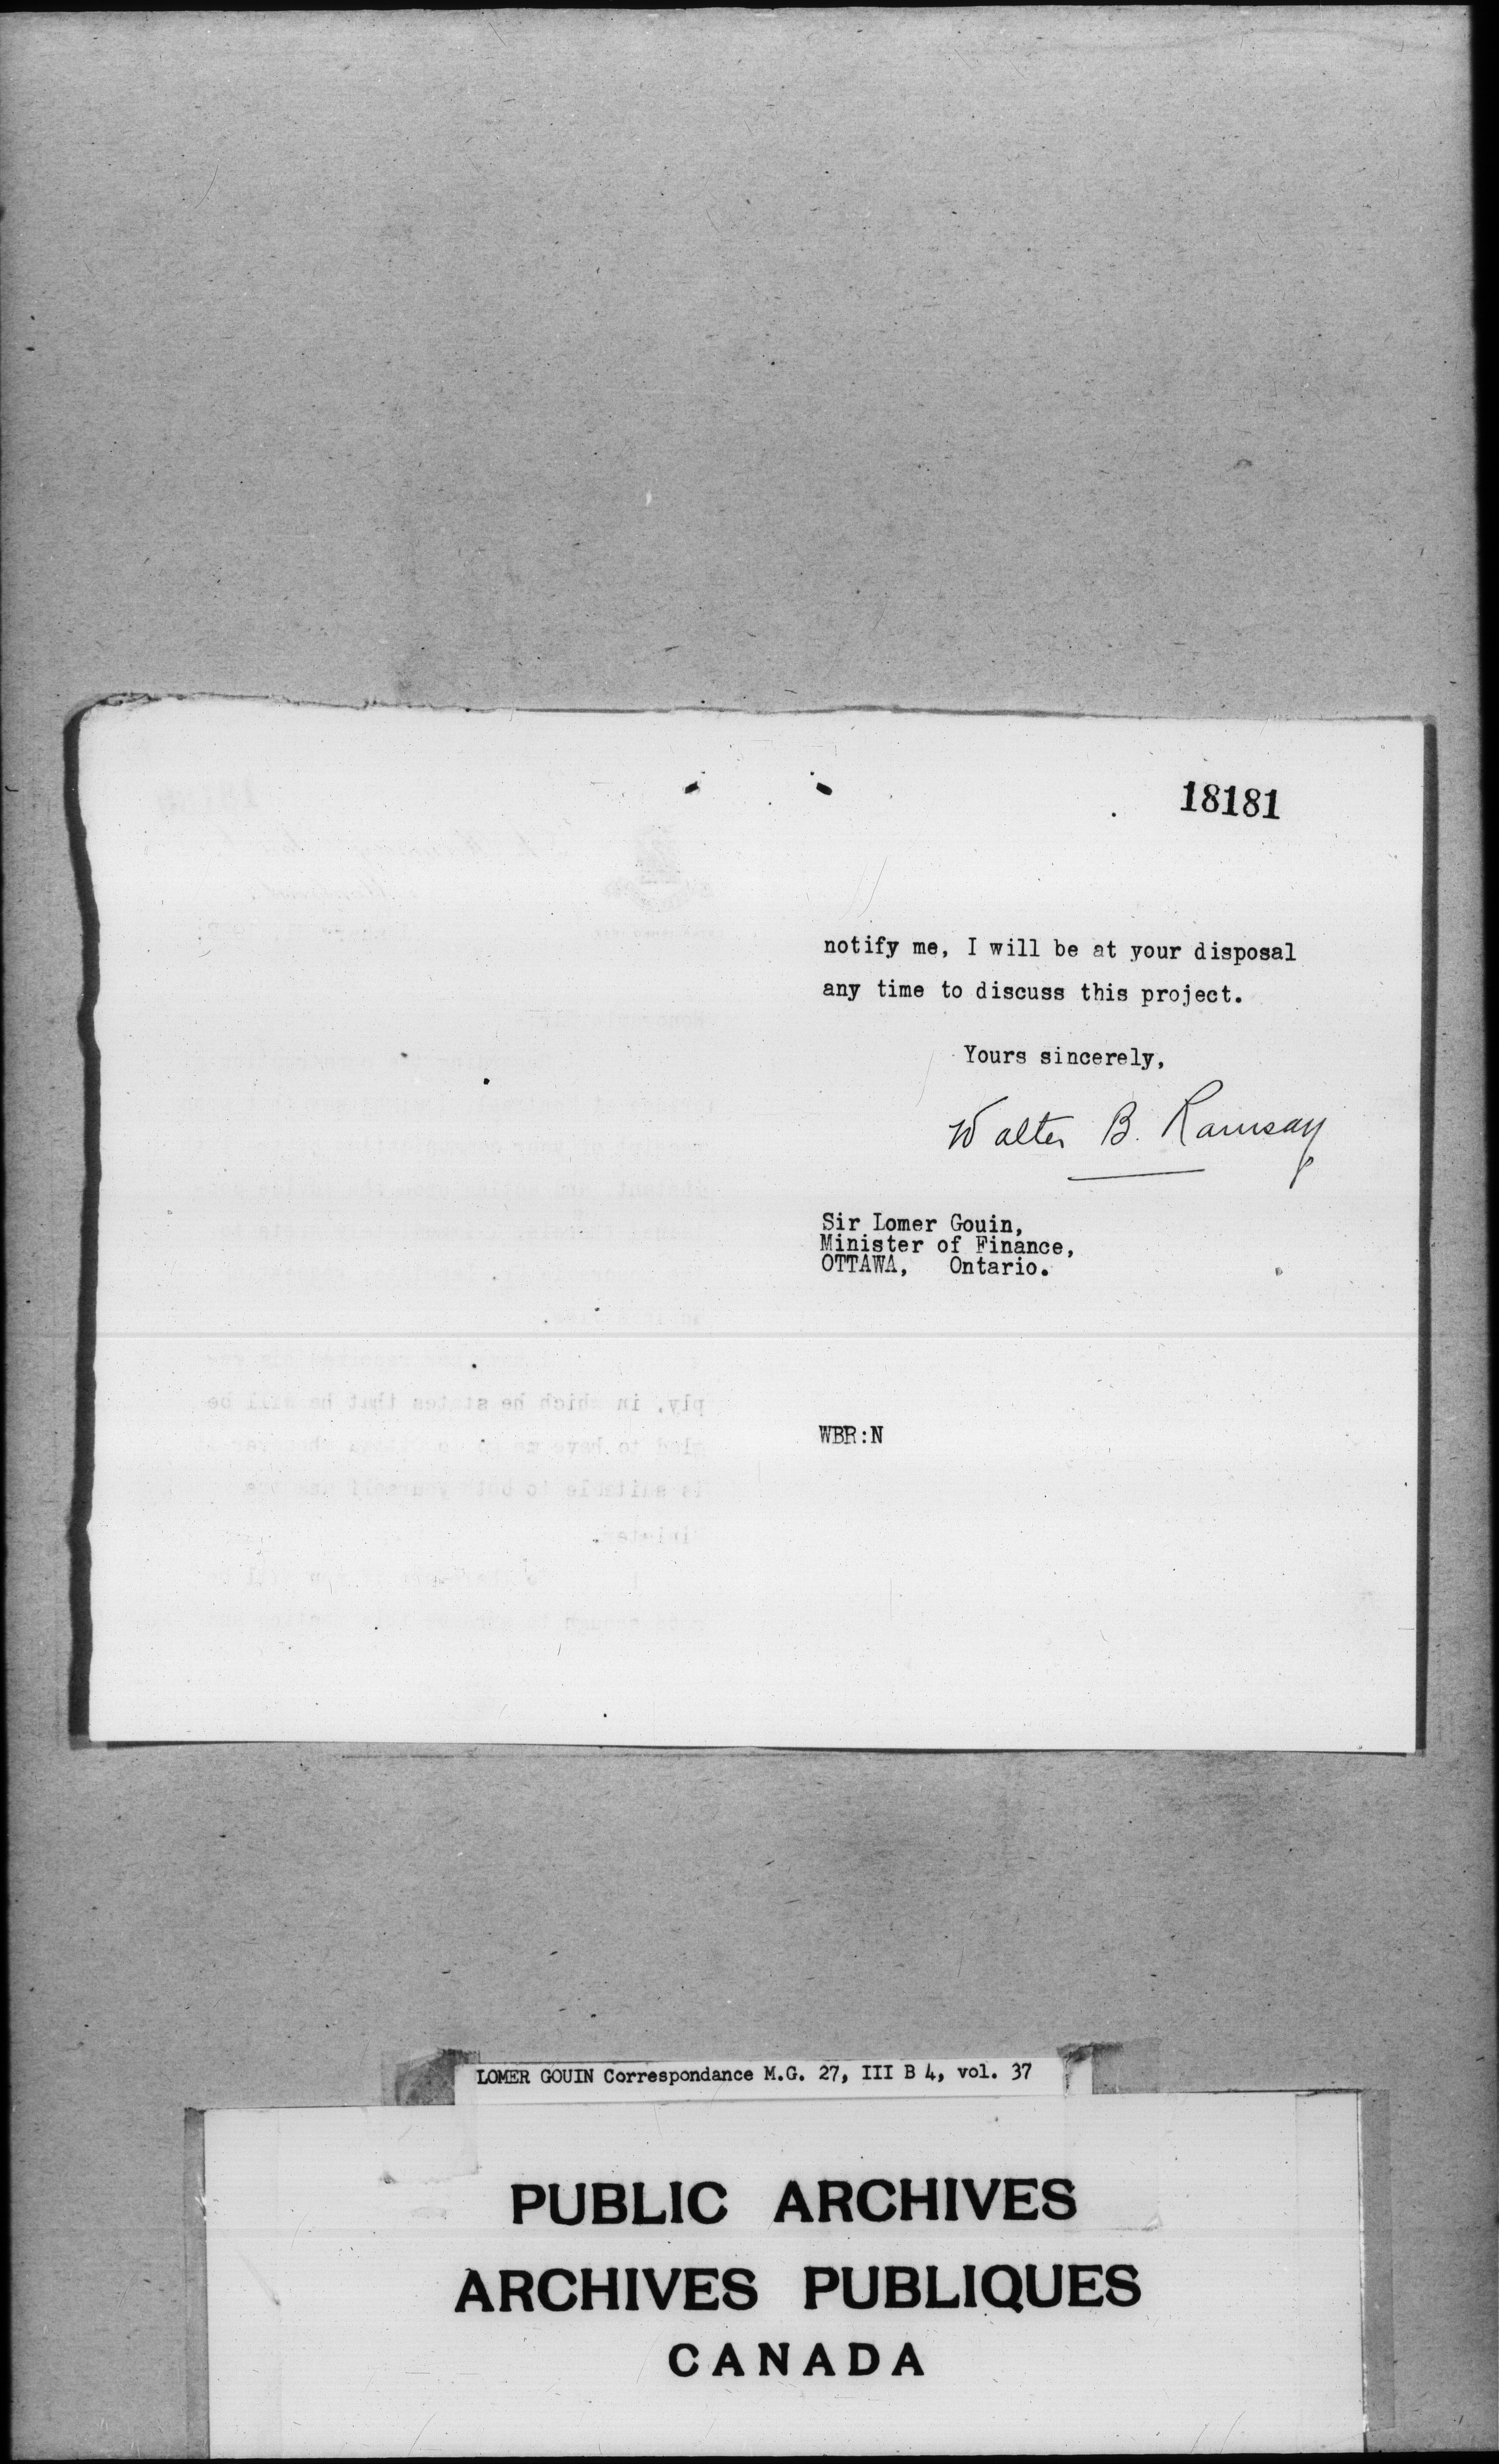 18181
notify me, I will be at your disposal
any time to discuss this project.
Yours sincerely,
Walter B. Ramsay
Sir Lomer Gouin,
Minister of Finance,
OTTAWA, Ontario.
WBR:N
LOMER GOUIN Correspondance M.G. 27, III B 4, vol. 37
PUBLIC ARCHIVES
ARCHIVES PUBLIQUES
CANADA